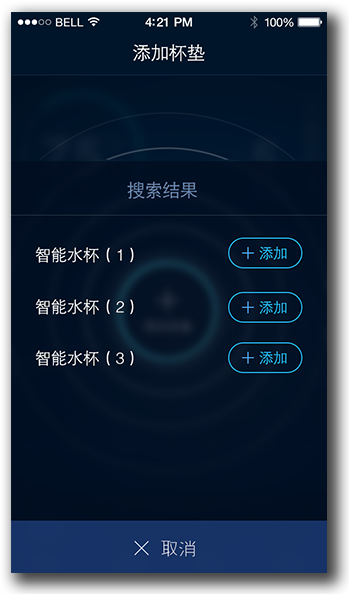 BELL 4:21 PM 100%
添加杯垫
搜索结果
智能水杯（1） + 添加
智能水杯（2） + 添加
智能水杯（3） + 添加
× 取消